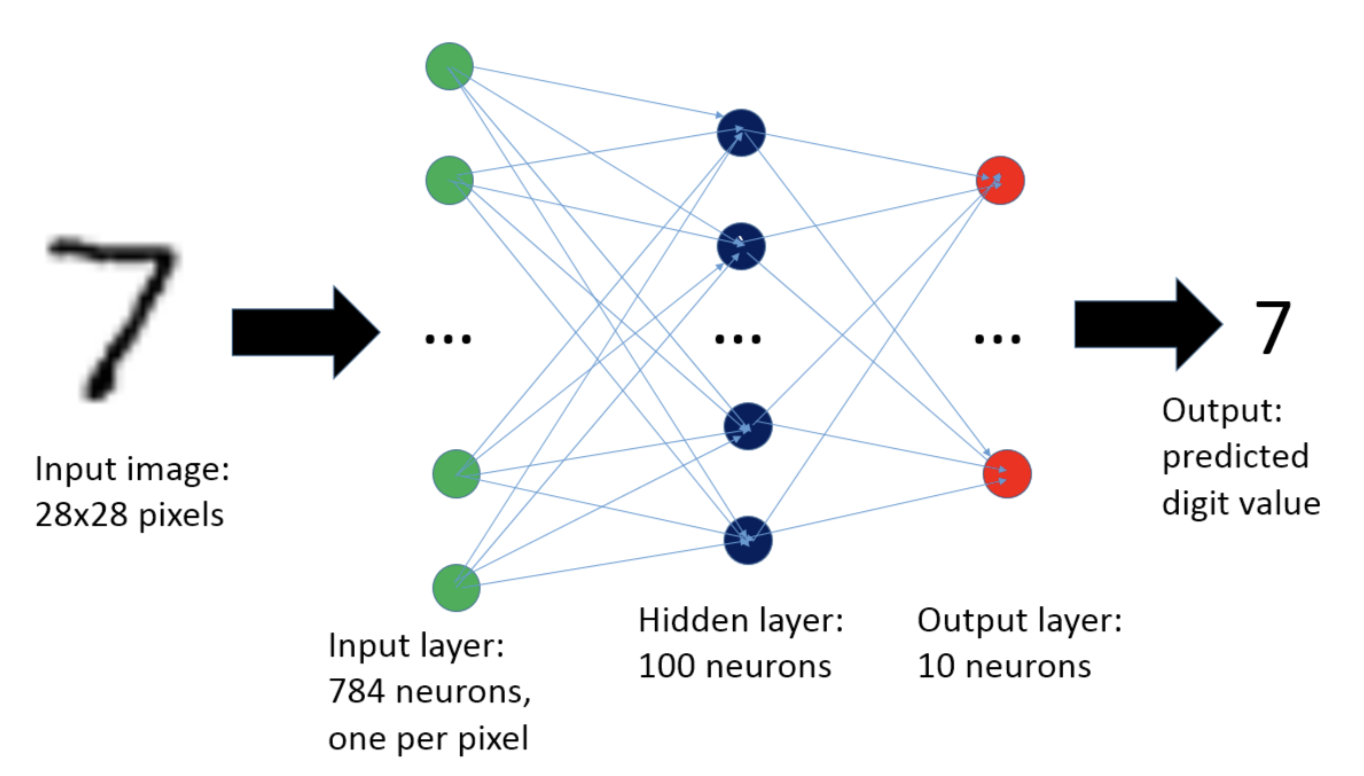 7
...
...
...
7
Input image:
28x28 pixels
Input layer:
784 neurons,
one per pixel
Hidden layer:
100 neurons
Output layer:
10 neurons
Output:
predicted
digit value